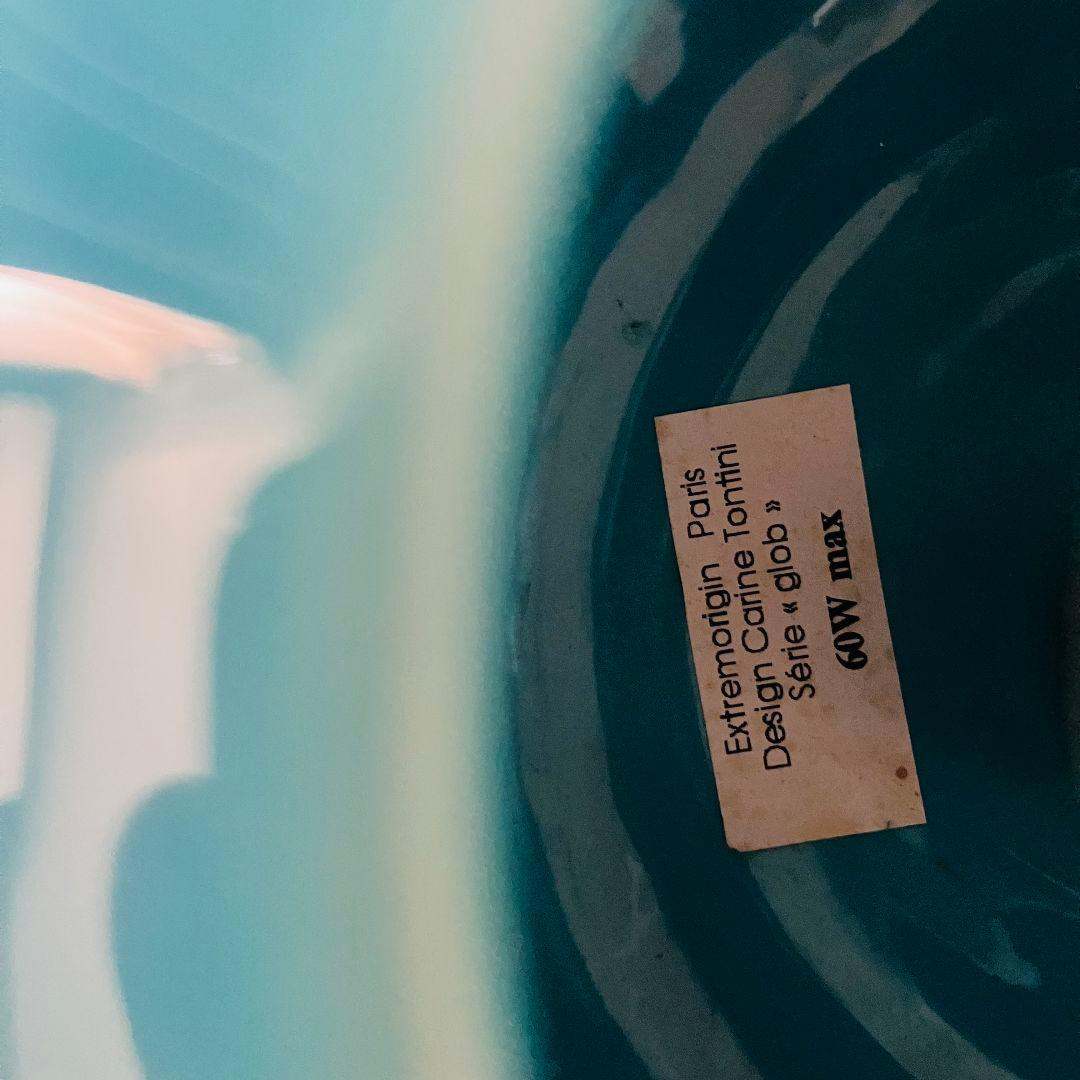 Extremorigin Paris
Design Carine Tontini
Série « glob »
60W max